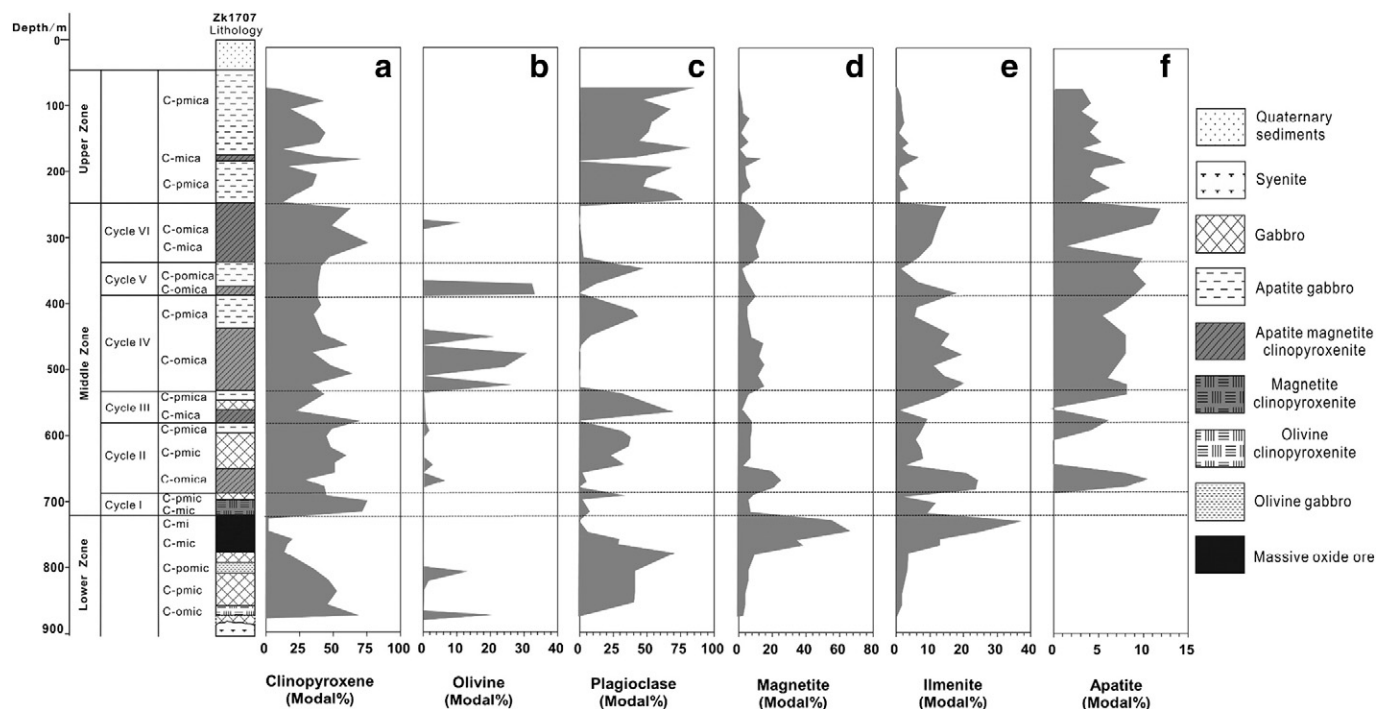 Zk1707
Depth/m Lithology
0
100
200
300
400
500
600
700
800
900
Upper Zone
Middle Zone
Lower Zone
Cycle VI
Cycle V
Cycle IV
Cycle III
Cycle II
Cycle I
C-pmica
C-mica
C-pmica
C-omica
C-mica
C-pomica
C-omica
C-pmica
C-omica
C-pmica
C-mica
C-pmica
C-pmic
C-omica
C-pmic
C-mic
C-mi
C-mic
C-pomic
C-pmic
C-omic
a
0 25 50 75 100
Clinopyroxene
(Modal%)
b
0 10 20 30 40
Olivine
(Modal%)
c
0 25 50 75 100
Plagioclase
(Modal%)
d
0 20 40 60 80
Magnetite
(Modal%)
e
0 10 20 30 40
Ilmenite
(Modal%)
f
0 5 10 15
Apatite
(Modal%)
Quaternary
sediments
Syenite
Gabbro
Apatite gabbro
Apatite magnetite
clinopyroxenite
Magnetite
clinopyroxenite
Olivine
clinopyroxenite
Olivine gabbro
Massive oxide ore